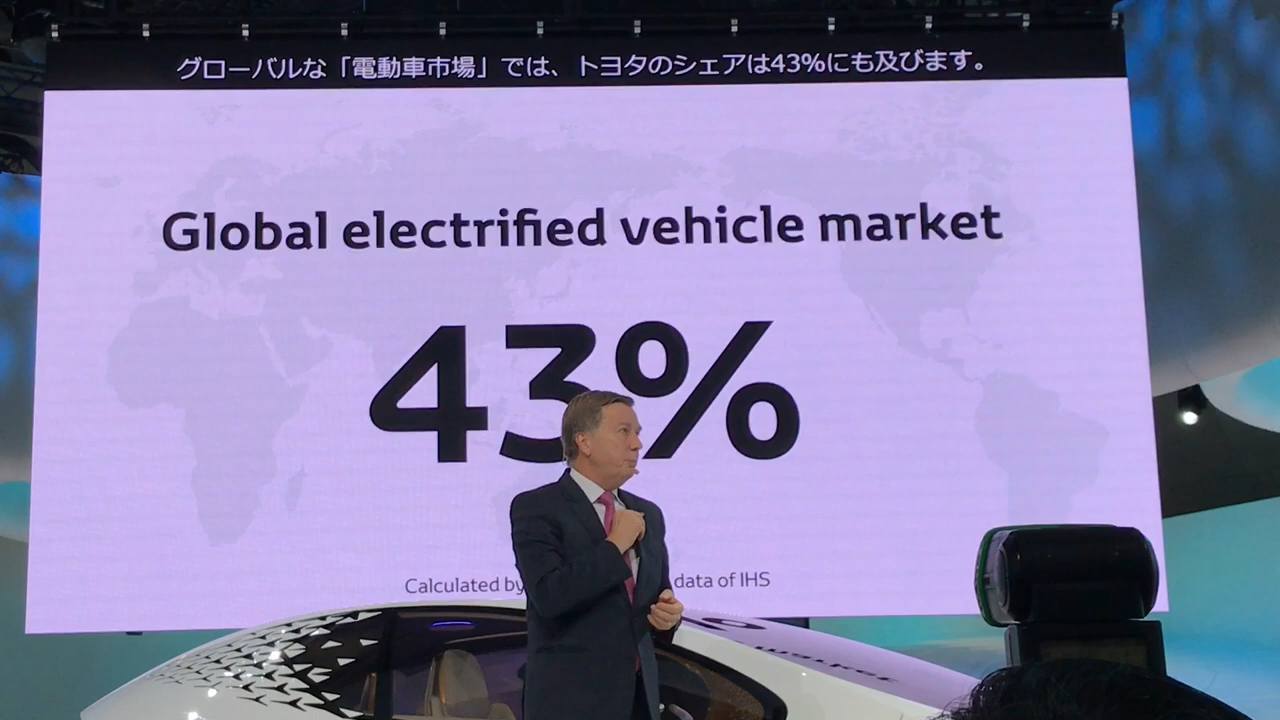 グローバルな「電動車市場」では、トヨタのシェアは43%にも及びます。
Global electrified vehicle market
43%
Calculated by data of IHS